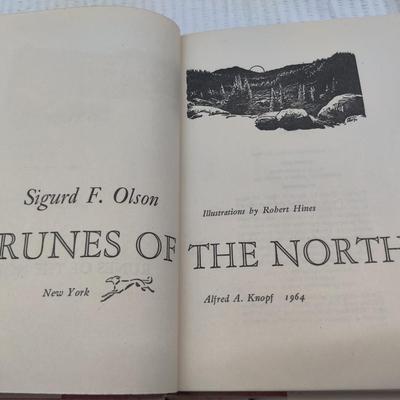 Sigurd F. Olson
Illustrations by Robert Hines
RUNES OF THE NORTH
New York
Alfred A. Knopf 1964